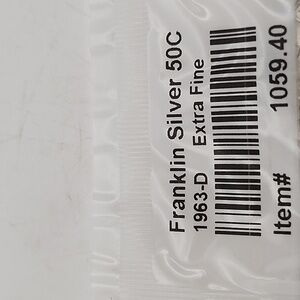 Franklin Silver 50C
1963-D Extra Fine
Item# 1059.40